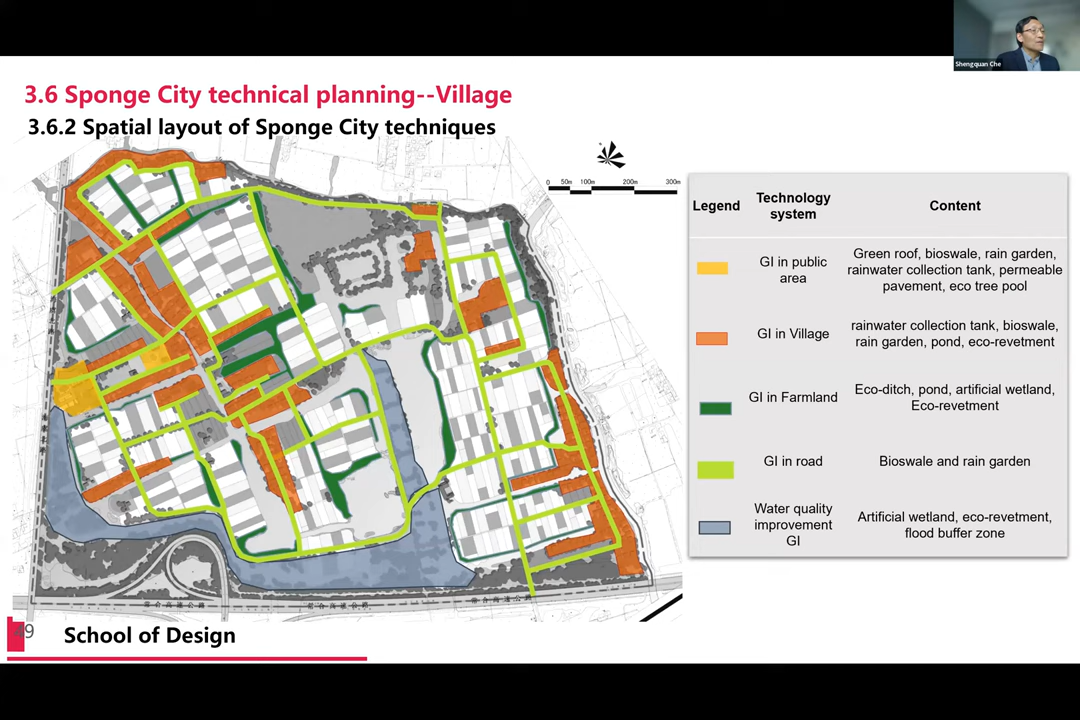 Shengquan Che
3.6 Sponge City technical planning--Village
3.6.2 Spatial layout of Sponge City techniques
0 50m 100m 200m 300m
Legend
Technology
system
Content
GI in public
area
Green roof, bioswale, rain garden,
rainwater collection tank, permeable
pavement, eco tree pool
GI in Village
rainwater collection tank, bioswale,
rain garden, pond, eco-revetment
GI in Farmland
Eco-ditch, pond, artificial wetland,
Eco-revetment
GI in road
Bioswale and rain garden
Water quality
improvement
GI
Artificial wetland, eco-revetment,
flood buffer zone
49
School of Design